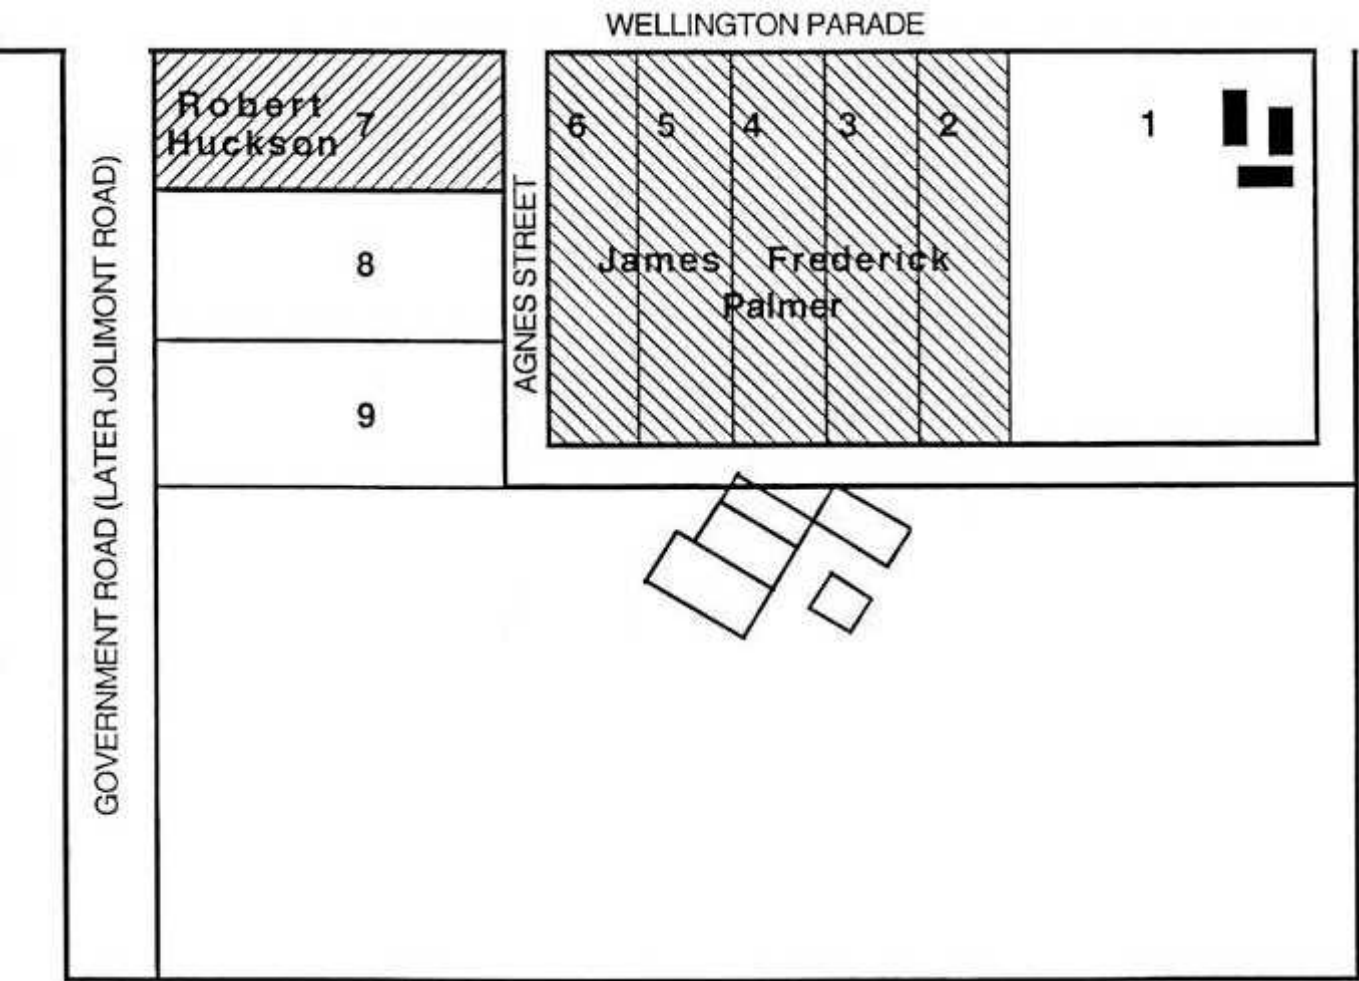 WELLINGTON PARADE
Robert
Huckson
7
6
5
4
3
2
1
8
9
James Frederick
Palmer
AGNES STREET
GOVERNMENT ROAD (LATER JOLIMONT ROAD)